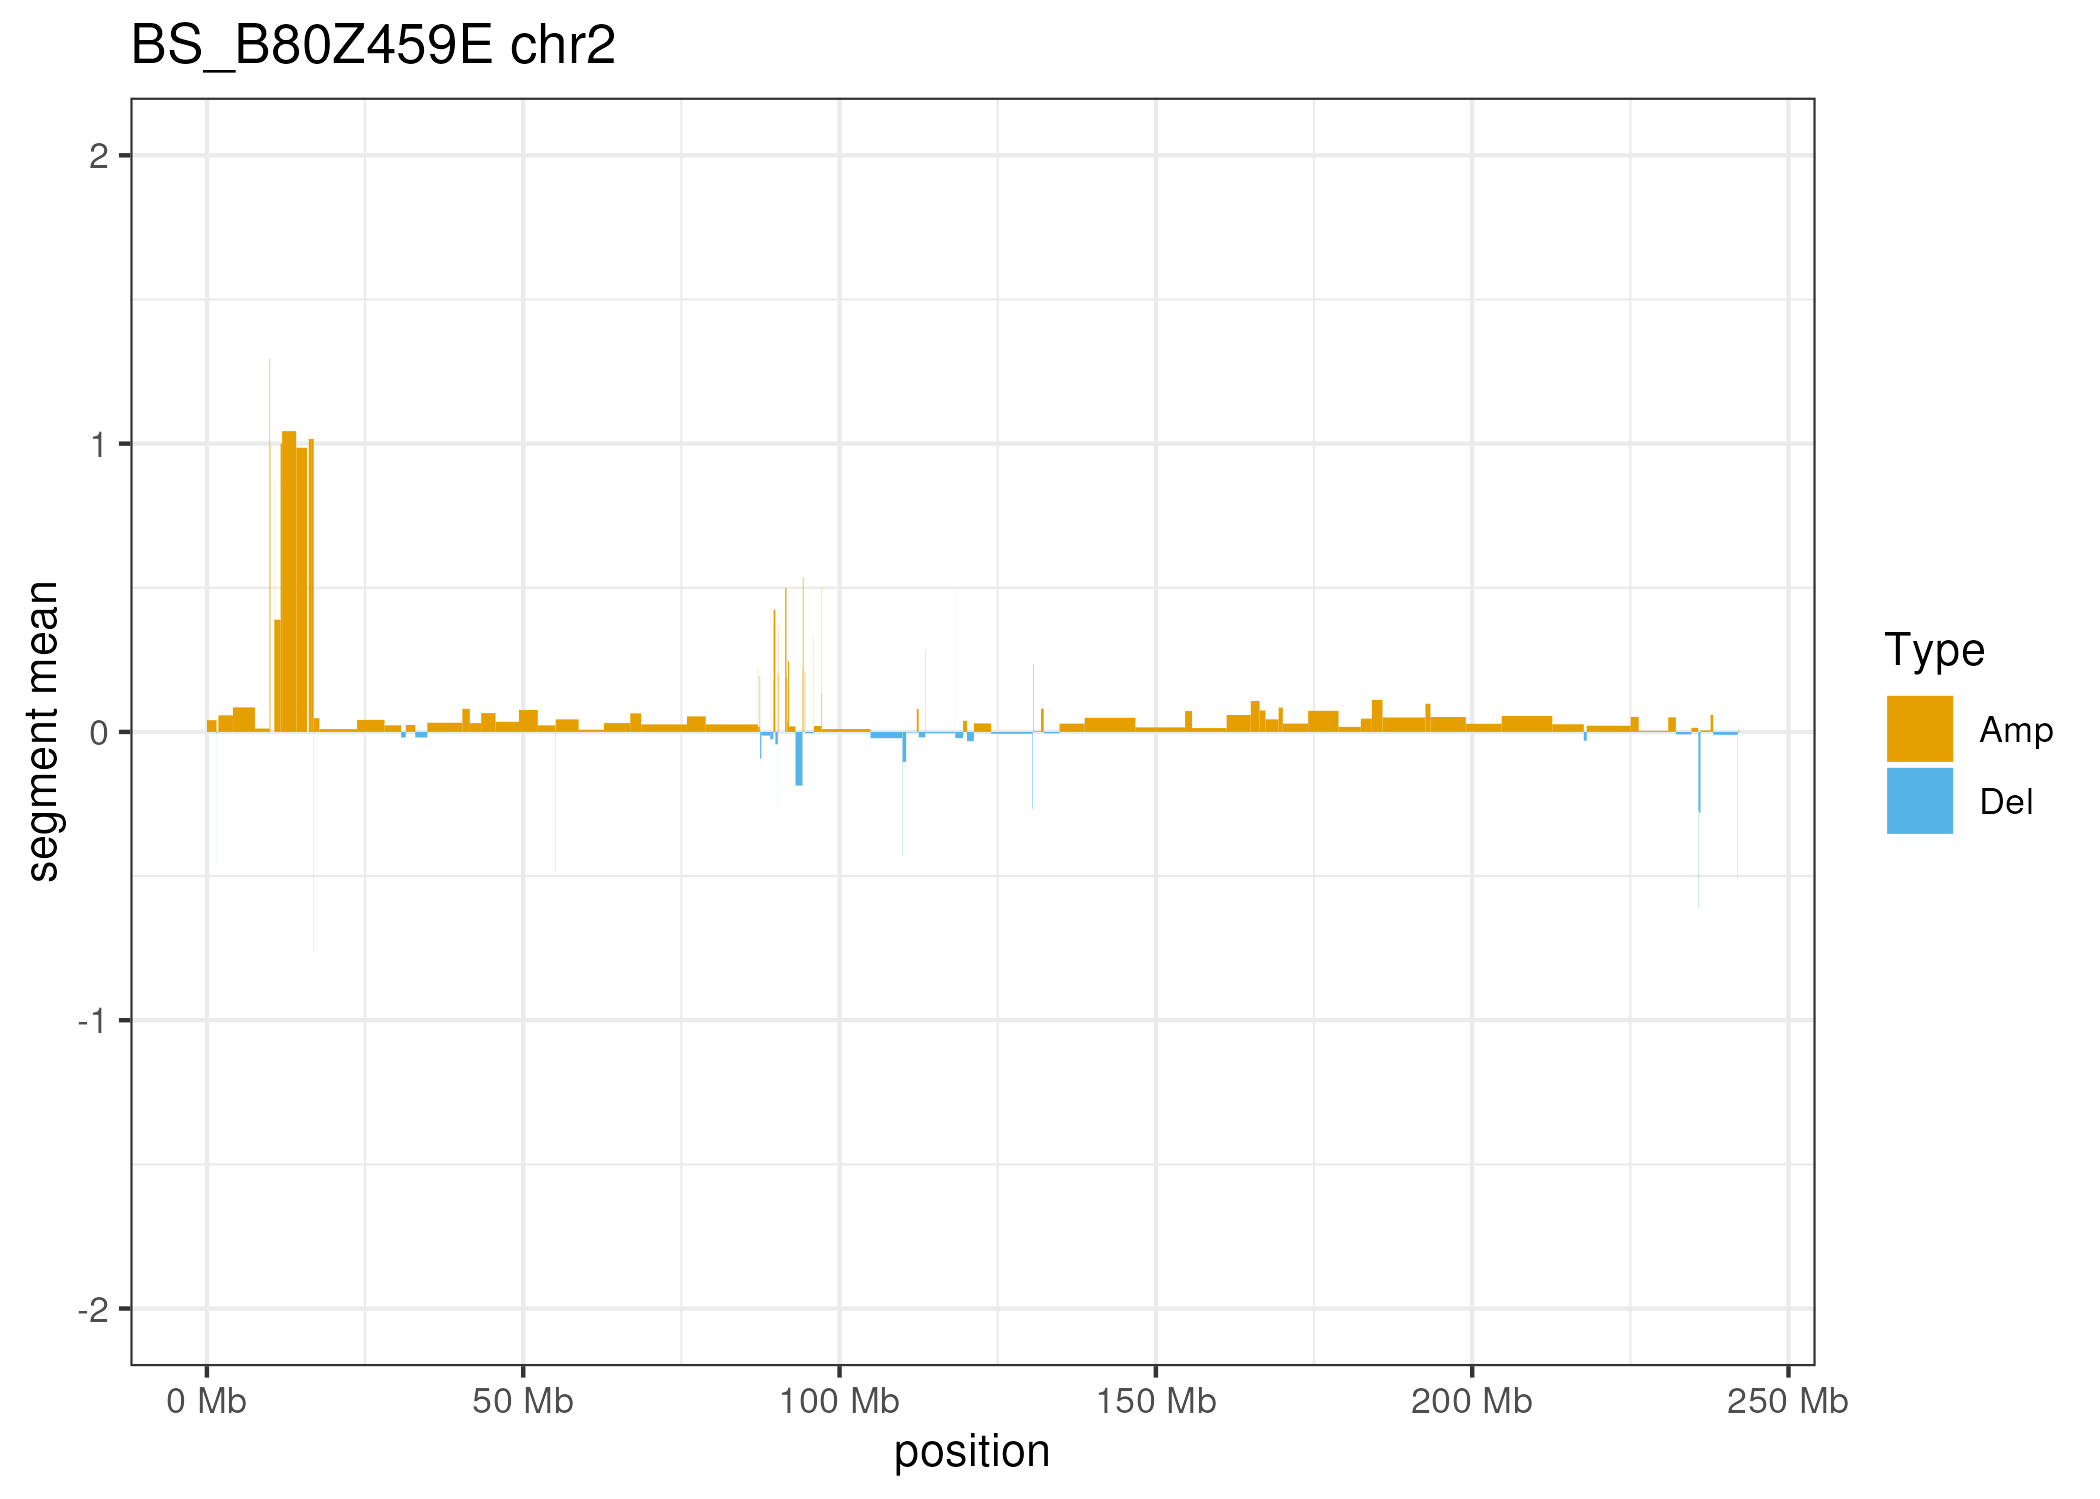 BS_B80Z459E chr2
2
1
0
-1
-2
segment mean
0 Mb
50 Mb
100 Mb
150 Mb
200 Mb
250 Mb
position
Type
Amp
Del